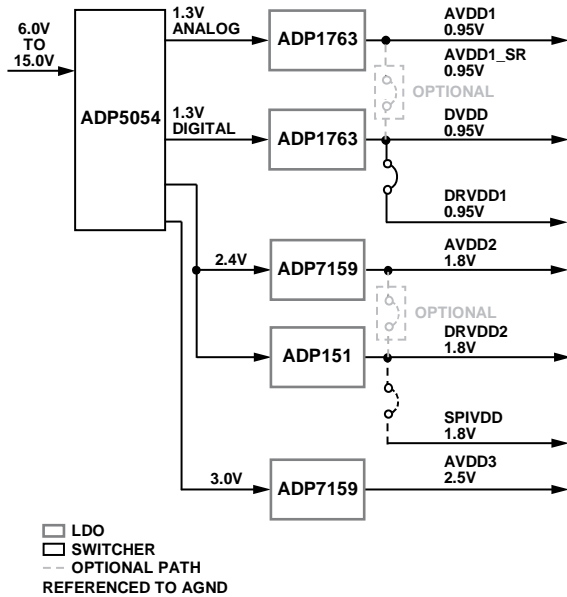 6.0V
TO
15.0V
ADP5054
1.3V
ANALOG
ADP1763
AVDD1
0.95V
AVDD1_SR
0.95V
OPTIONAL
1.3V
DIGITAL
ADP1763
DVDD
0.95V
DRVDD1
0.95V
2.4V
ADP7159
AVDD2
1.8V
OPTIONAL
ADP151
DRVDD2
1.8V
SPIVDD
1.8V
3.0V
ADP7159
AVDD3
2.5V
LDO
SWITCHER
OPTIONAL PATH
REFERENCED TO AGND